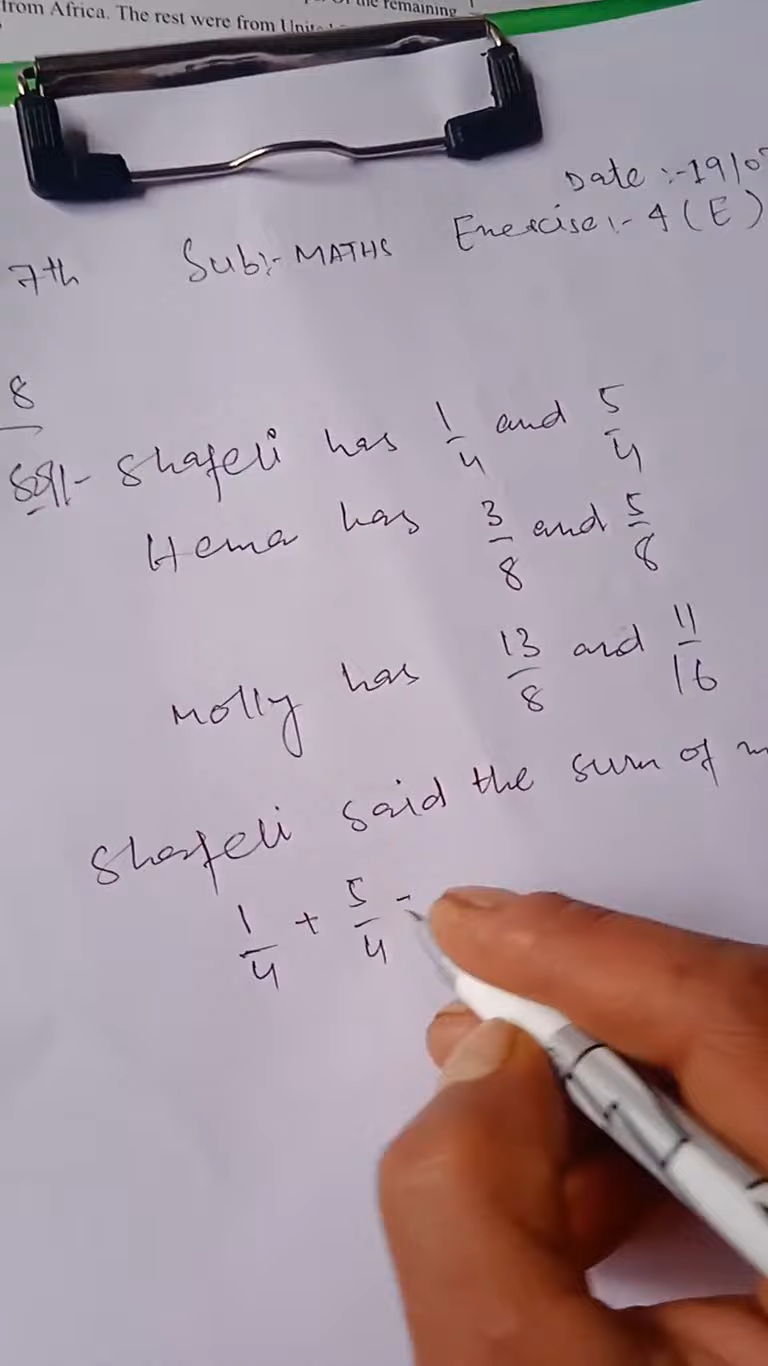 from Africa. The rest were from
the remaining
Date :- 19/0
7th Sub:- MATHS Exercise:- 4 (E)
8
Sol- Shafeli has 1/4 and 5/4
Hema has 3/8 and 5/8
Molly has 13/8 and 11/16
Shafeli said the sum of m
1/4 + 5/4 -